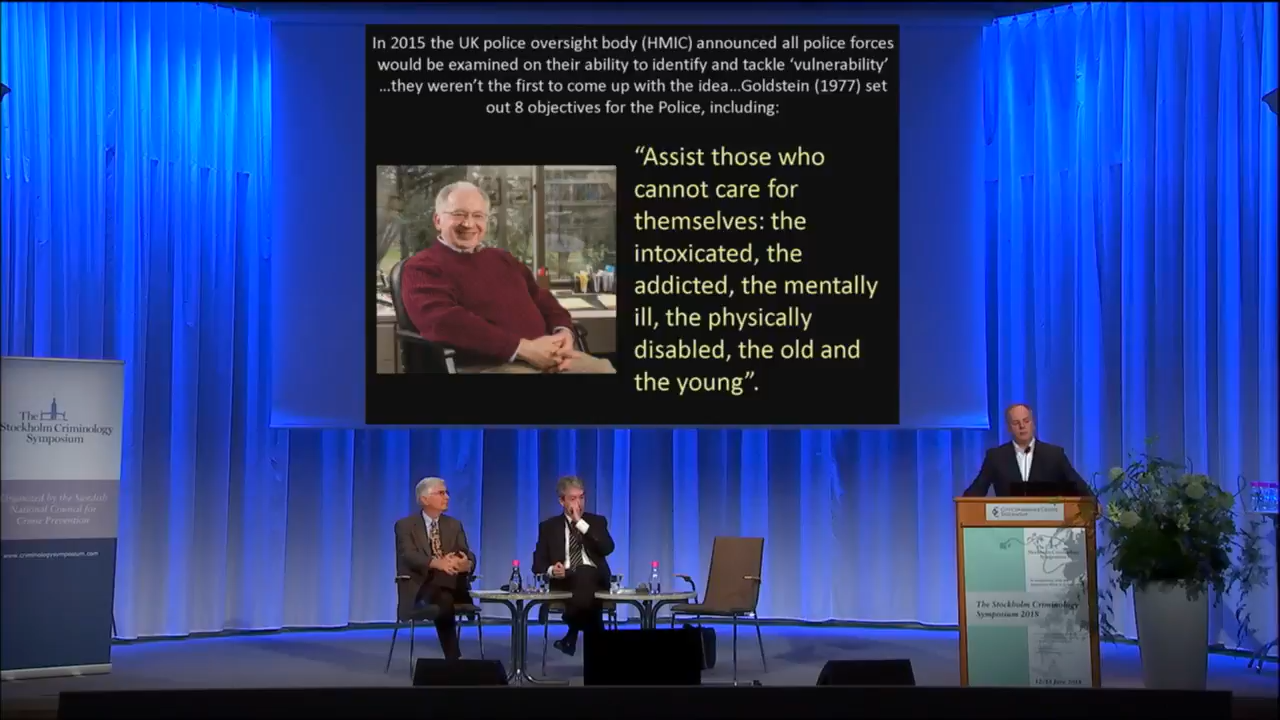 In 2015 the UK police oversight body (HMIC) announced all police forces
would be examined on their ability to identify and tackle ‘vulnerability’
...they weren’t the first to come up with the idea...Goldstein (1977) set
out 8 objectives for the Police, including:
“Assist those who
cannot care for
themselves: the
intoxicated, the
addicted, the mentally
ill, the physically
disabled, the old and
the young”.
The
Stockholm Criminology
Symposium
Organized by the Swedish
National Council for
Crime Prevention
www.criminologysymposium.com
The Stockholm Criminology
Symposium 2018
12-14 June 2018